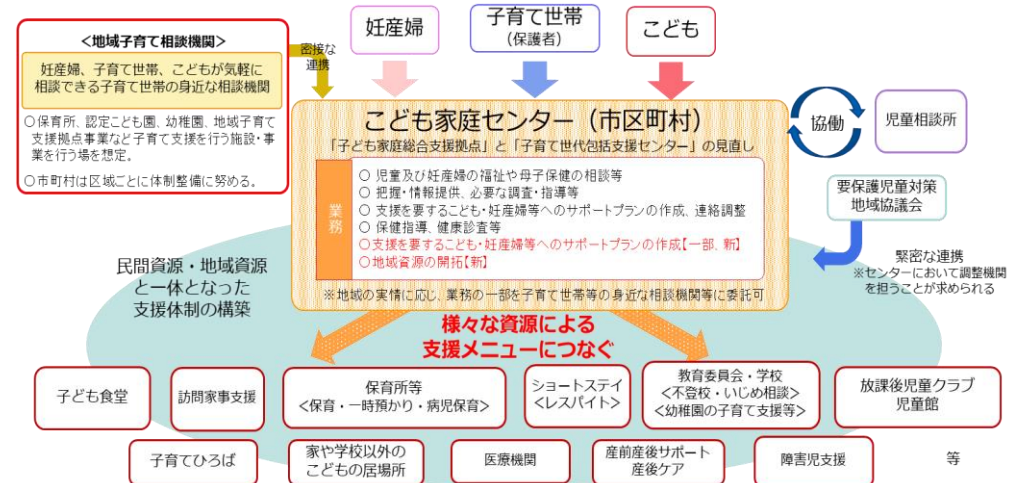 <地域子育て相談機関>
妊産婦、子育て世帯、こどもが気軽に
相談できる子育て世帯の身近な相談機関
○保育所、認定こども園、幼稚園、地域子育て
支援拠点事業など子育て支援を行う施設・事
業を行う場を想定。
○市町村は区域ごとに体制整備に努める。
密接な
連携
妊産婦
子育て世帯
(保護者)
こども
こども家庭センター（市区町村）
「子ども家庭総合支援拠点」と「子育て世代包括支援センター」の見直し
業務
○ 児童及び妊産婦の福祉や母子保健の相談等
○ 把握・情報提供、必要な調査・指導等
○ 支援を要するこども・妊産婦等へのサポートプランの作成、連絡調整
○ 保健指導、健康診査等
○支援を要するこども・妊産婦等へのサポートプランの作成【一部、新】
○地域資源の開拓【新】
※地域の実情に応じ、業務の一部を子育て世帯等の身近な相談機関等に委託可
協働
児童相談所
要保護児童対策
地域協議会
緊密な連携
※センターにおいて調整機関
を担うことが求められる
民間資源・地域資源
と一体となった
支援体制の構築
様々な資源による
支援メニューにつなぐ
子ども食堂
訪問家事支援
保育所等
<保育・一時預かり・病児保育>
ショートステイ
<レスパイト>
教育委員会・学校
<不登校・いじめ相談>
<幼稚園の子育て支援等>
放課後児童クラブ
児童館
子育てひろば
家や学校以外の
こどもの居場所
医療機関
産前産後サポート
産後ケア
障害児支援
等